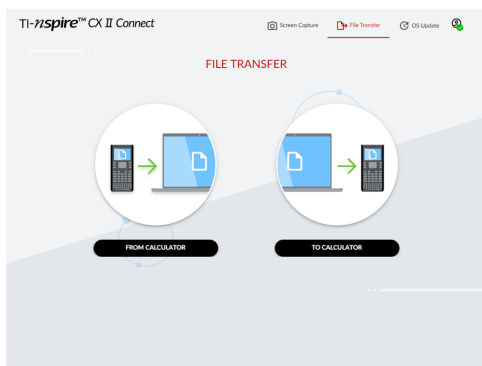 TI-nspire™ CX II Connect
Screen Capture
File Transfer
OS Update
FILE TRANSFER
FROM CALCULATOR
TO CALCULATOR